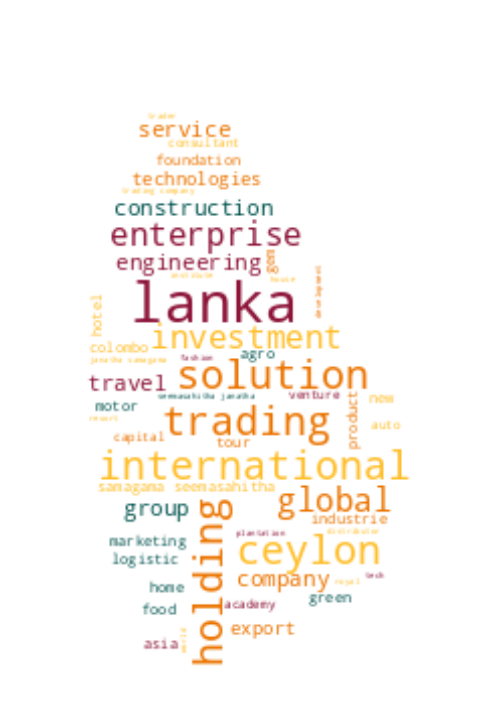 trader
service
consultant
foundation
technologies
trading company
construction
enterprise
engineering
gem
institute
house
development
lanka
hotel
investment
colombo
agro
janatha samagama
fashion
solution
travel
seemasahitha janatha
venture
new
motor
product
resort
trading
auto
capital
tour
international
samagama seemasahitha
global
group
holding
industrie
distributor
plantation
marketing
ceylon
logistic
company
royal
tech
home
green
food
academy
export
asia
world